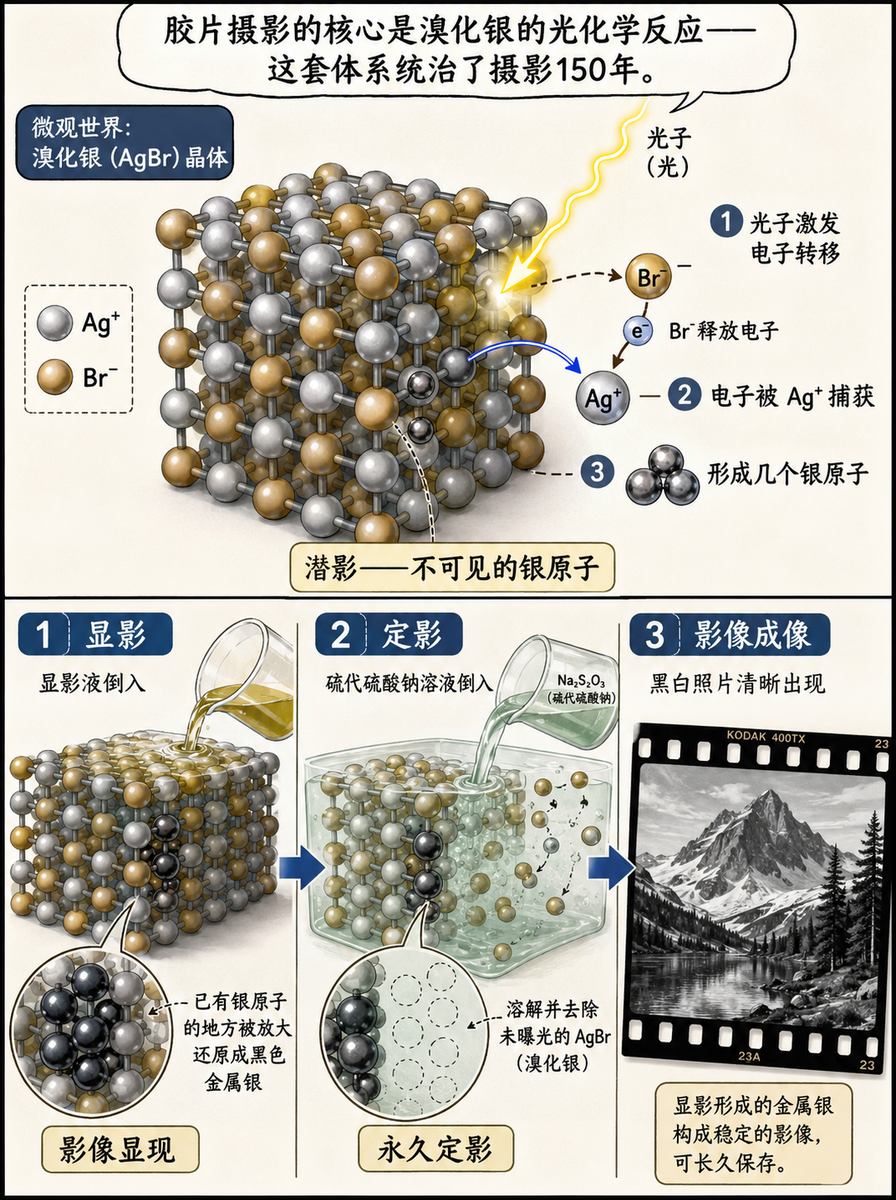 胶片摄影的核心是溴化银的光化学反应——
这套体系统治了摄影150年。
微观世界：
溴化银（AgBr）晶体
光子
（光）
1 光子激发
电子转移
Br⁻ —
e⁻ Br⁻释放电子
Ag⁺
Br⁻
Ag⁺ — 2 电子被 Ag⁺ 捕获
3 形成几个银原子
潜影——不可见的银原子
1 显影
显影液倒入
已有银原子
的地方被放大
还原成黑色
金属银
影像显现
2 定影
硫代硫酸钠溶液倒入
Na₂S₂O₃
（硫代硫酸钠）
溶解并去除
未曝光的 AgBr
（溴化银）
永久定影
3 影像成像
黑白照片清晰出现
KODAK 400TX
23
23A
23
显影形成的金属银
构成稳定的影像，
可长久保存。